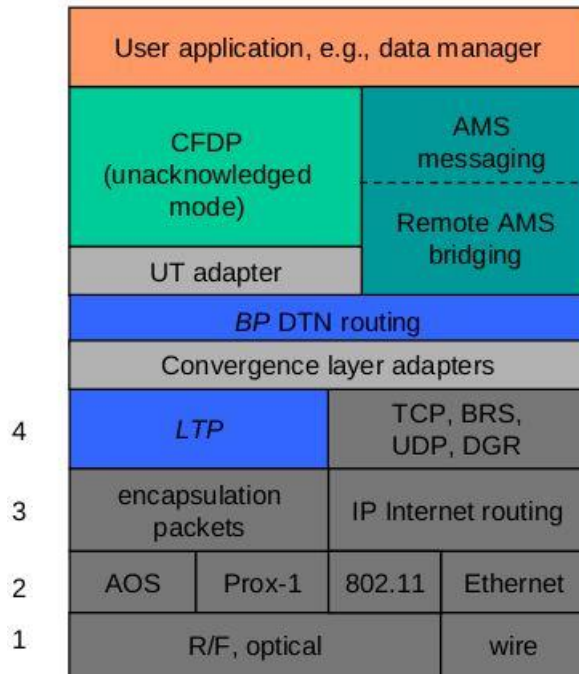 User application, e.g., data manager
CFDP
(unacknowledged
mode)
AMS
messaging
Remote AMS
bridging
UT adapter
BP DTN routing
Convergence layer adapters
4
LTP
TCP, BRS,
UDP, DGR
3
encapsulation
packets
IP Internet routing
2
AOS
Prox-1
802.11
Ethernet
1
R/F, optical
wire